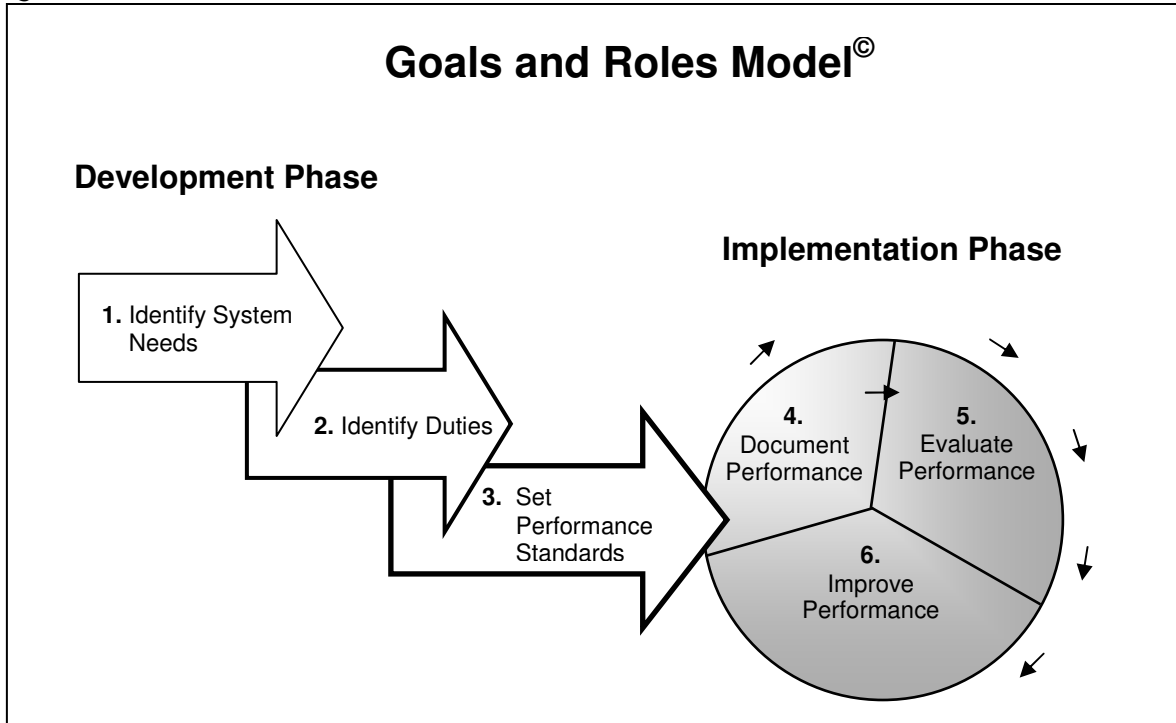 Goals and Roles Model©
Development Phase
1. Identify System
Needs
2. Identify Duties
3. Set
Performance
Standards
Implementation Phase
4.
Document
Performance
5.
Evaluate
Performance
6.
Improve
Performance